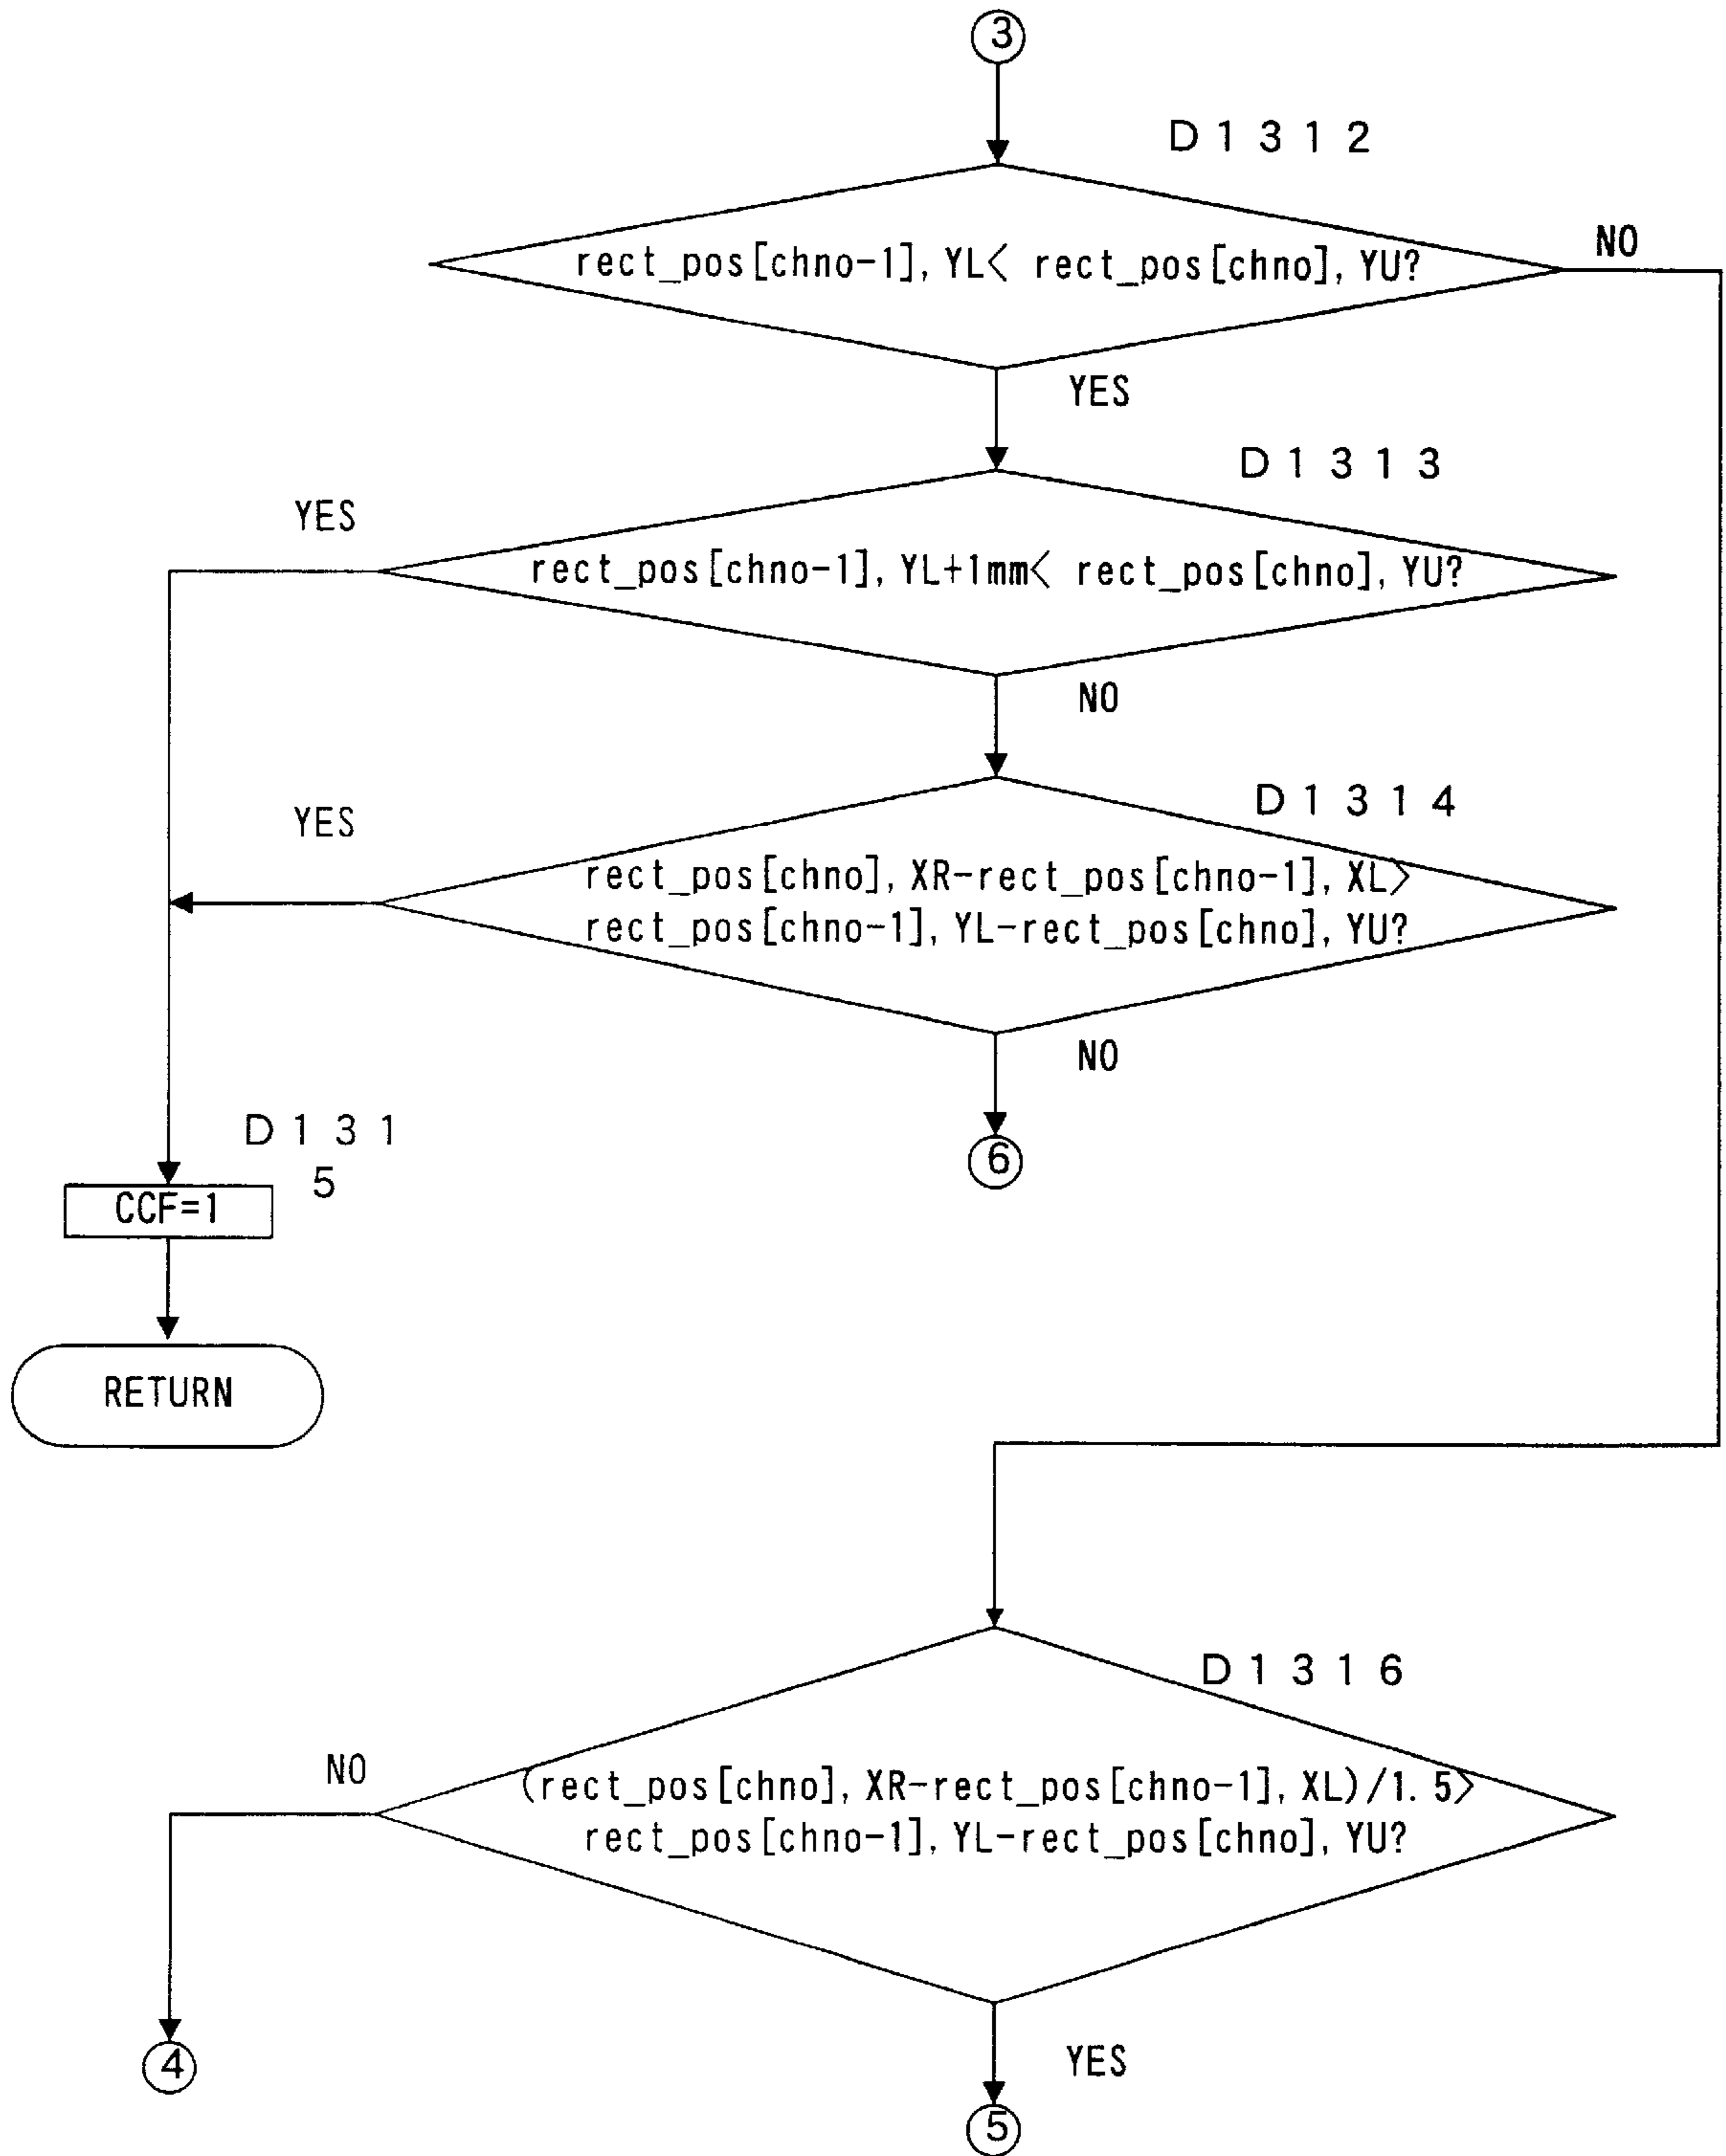 3
D1312
rect_pos[chno-1], YL< rect_pos[chno], YU?
NO
YES
D1313
YES
rect_pos[chno-1], YL+1mm< rect_pos[chno], YU?
NO
D1314
YES
rect_pos[chno], XR-rect_pos[chno-1], XL>
rect_pos[chno-1], YL-rect_pos[chno], YU?
NO
6
D131
5
CCF=1
RETURN
D1316
NO
(rect_pos[chno], XR-rect_pos[chno-1], XL)/1.5>
rect_pos[chno-1], YL-rect_pos[chno], YU?
4
YES
5